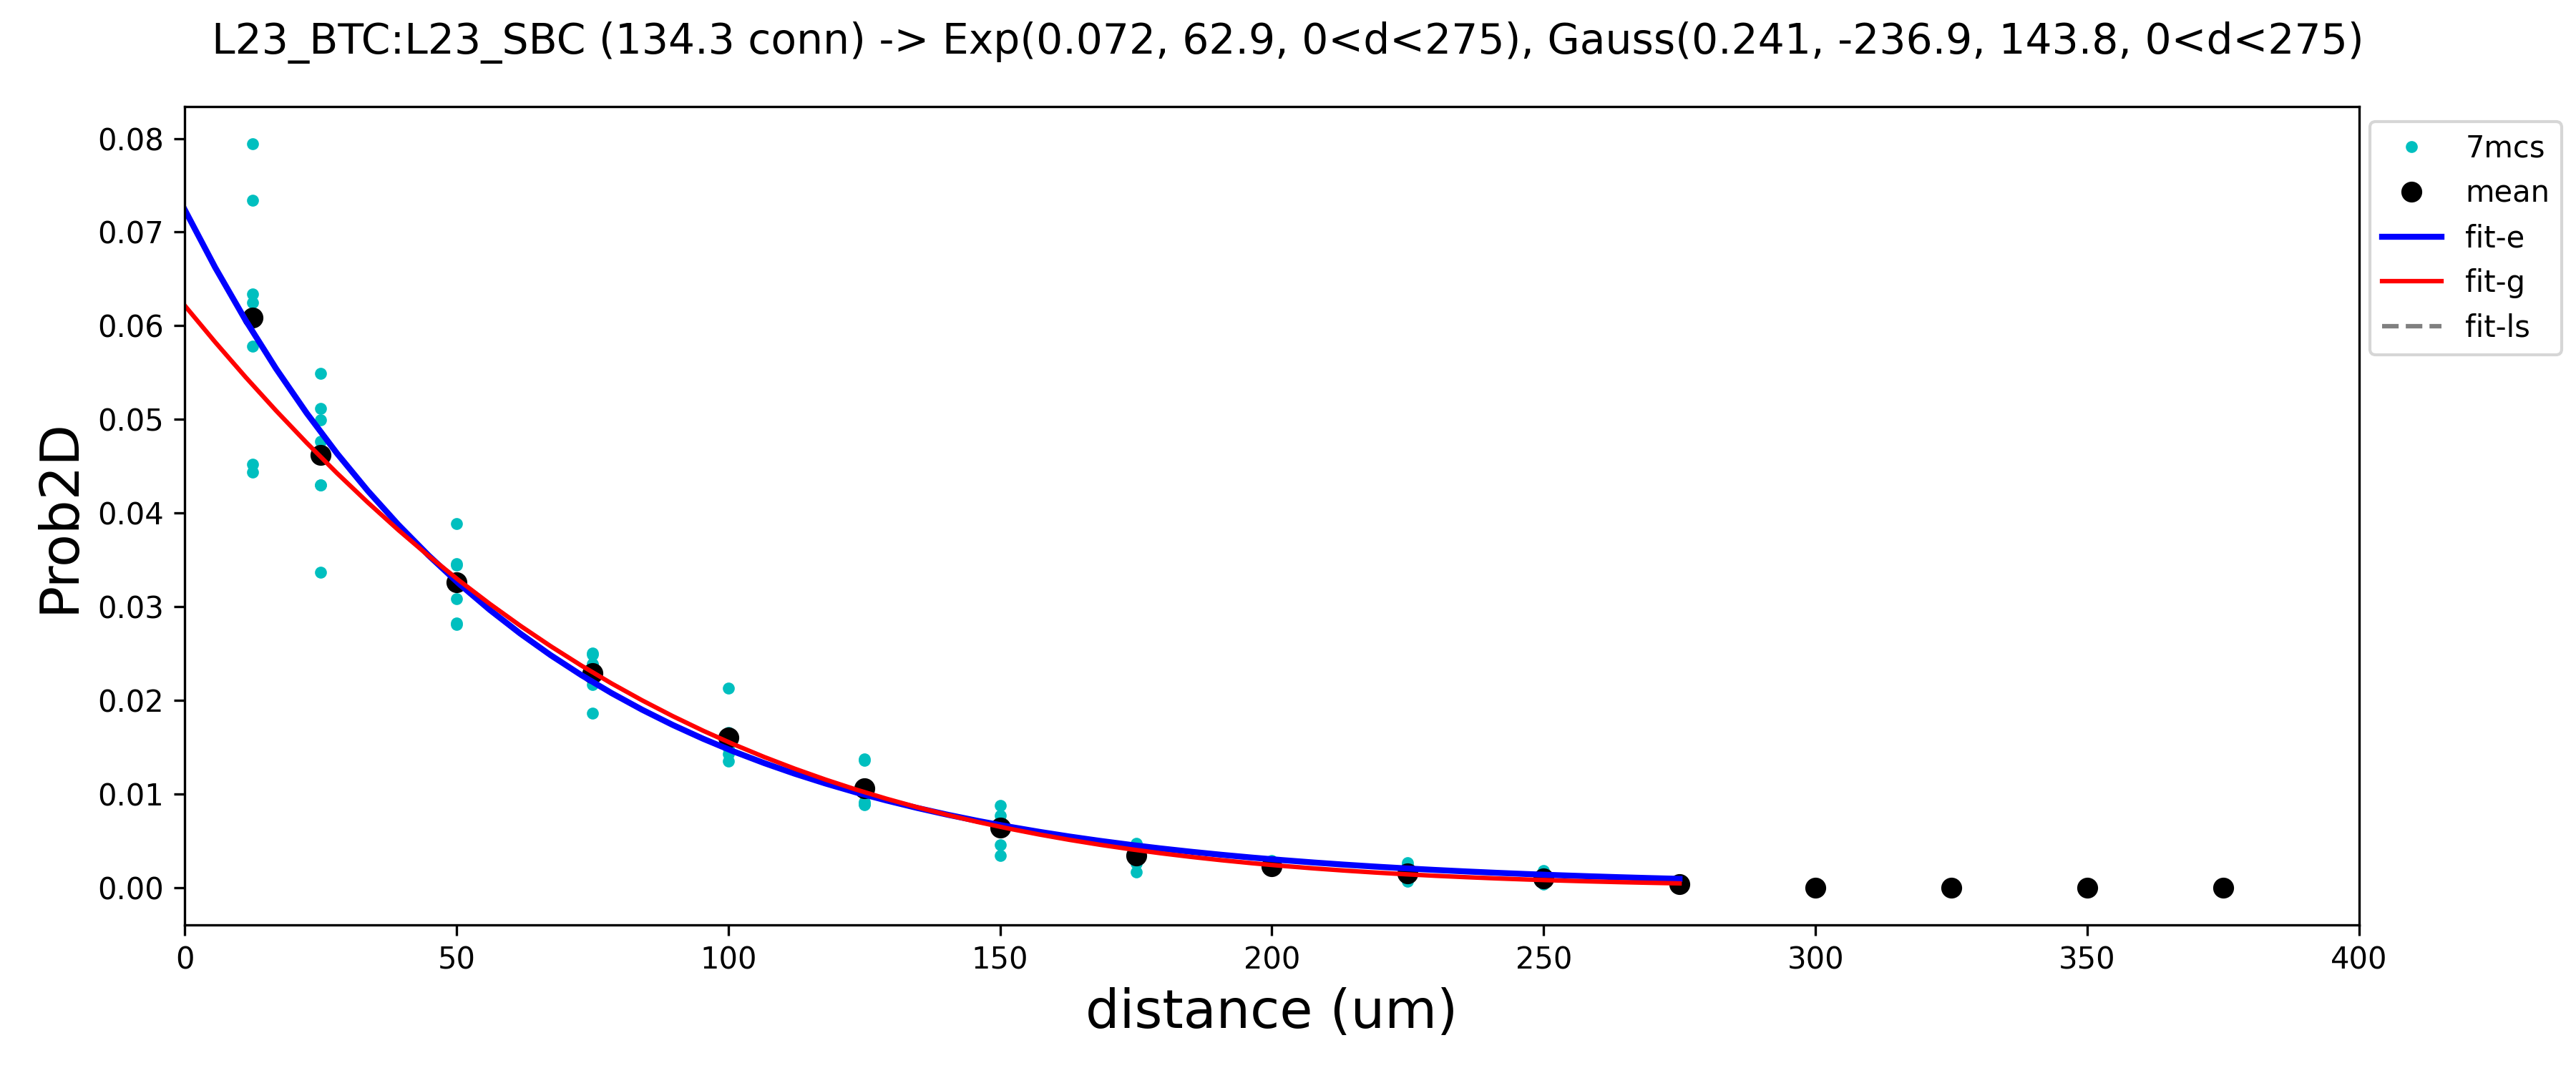 L23_BTC:L23_SBC (134.3 conn) -> Exp(0.072, 62.9, 0<d<275), Gauss(0.241, -236.9, 143.8, 0<d<275)
0.08
0.07
0.06
0.05
0.04
0.03
0.02
0.01
0.00
Prob2D
0 50 100 150 200 250 300 350 400
distance (um)
7mcs
mean
fit-e
fit-g
fit-ls